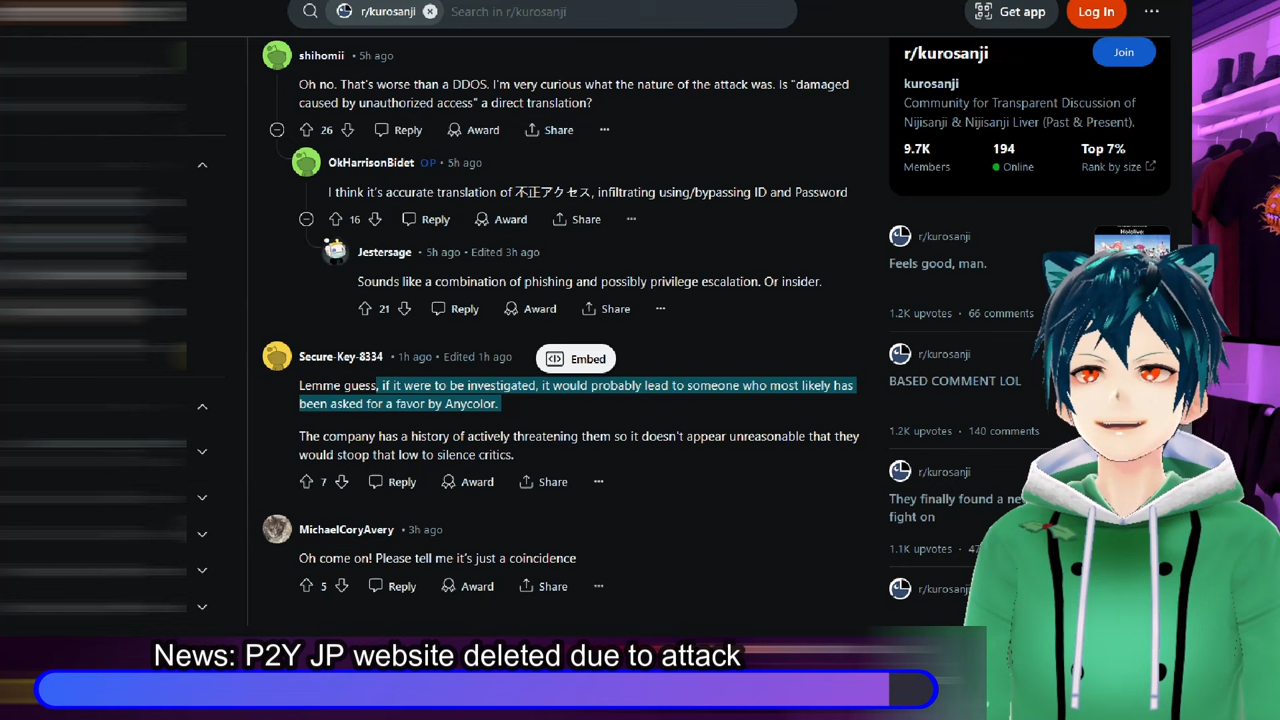 r/kurosanji
Search in r/kurosanji
Get app
Log In
shihomii • 5h ago
Oh no. That's worse than a DDOS. I'm very curious what the nature of the attack was. Is "damaged
caused by unauthorized access" a direct translation?
26 Reply Award Share
OkHarrisonBidet OP • 5h ago
I think it's accurate translation of 不正アクセス, infiltrating using/bypassing ID and Password
16 Reply Award Share
Jestersage • 5h ago • Edited 3h ago
Sounds like a combination of phishing and possibly privilege escalation. Or insider.
21 Reply Award Share
Secure-Key-8334 • 1h ago • Edited 1h ago
Embed
Lemme guess, if it were to be investigated, it would probably lead to someone who most likely has
been asked for a favor by Anycolor.
The company has a history of actively threatening them so it doesn't appear unreasonable that they
would stoop that low to silence critics.
7 Reply Award Share
MichaelCoryAvery • 3h ago
Oh come on! Please tell me it's just a coincidence
5 Reply Award Share
r/kurosanji
Join
kurosanji
Community for Transparent Discussion of
Nijisanji & Nijisanji Liver (Past & Present).
9.7K 194 Top 7%
Members Online Rank by size
r/kurosanji
Hololive:
Feels good, man.
1.2K upvotes • 66 comments
r/kurosanji
BASED COMMENT LOL
1.2K upvotes • 140 comments
r/kurosanji
They finally found a
fight on
1.1K upvotes
News: P2Y JP website deleted due to attack